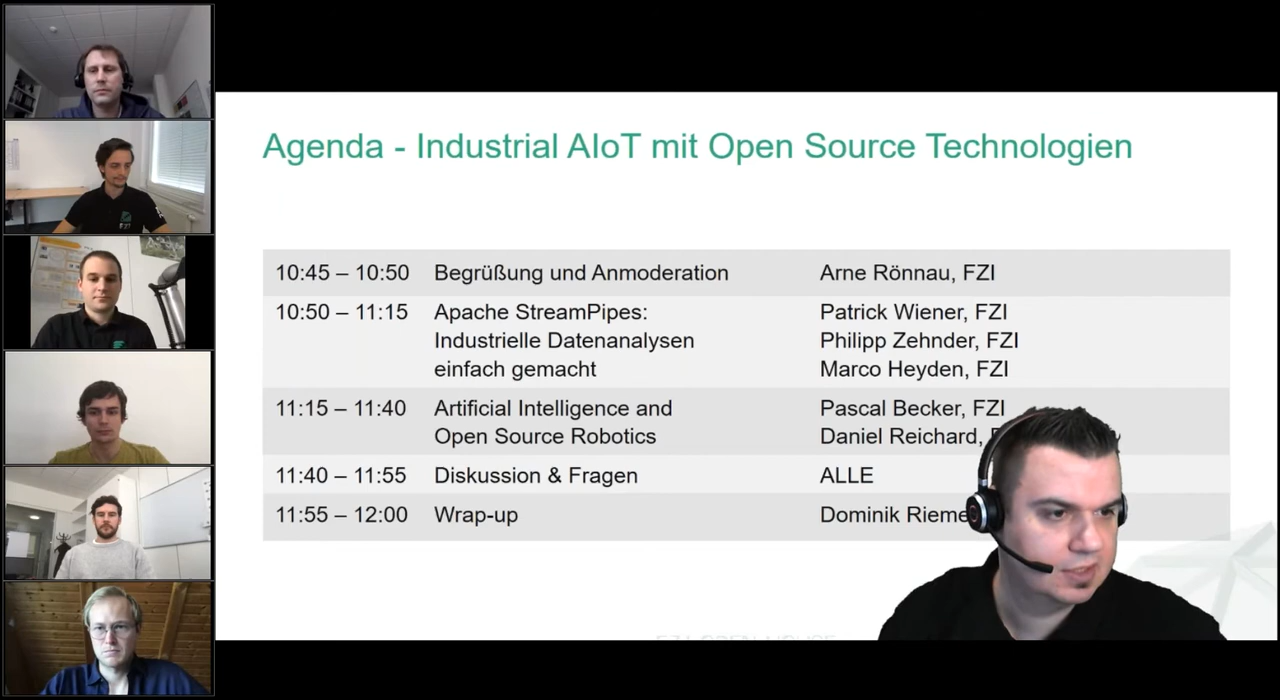 Agenda - Industrial AIoT mit Open Source Technologien
10:45 – 10:50 Begrüßung und Anmoderation Arne Rönnau, FZI
10:50 – 11:15 Apache StreamPipes: Patrick Wiener, FZI
Industrielle Datenanalysen Philipp Zehnder, FZI
einfach gemacht Marco Heyden, FZI
11:15 – 11:40 Artificial Intelligence and Pascal Becker, FZI
Open Source Robotics Daniel Reichard,
11:40 – 11:55 Diskussion & Fragen ALLE
11:55 – 12:00 Wrap-up Dominik